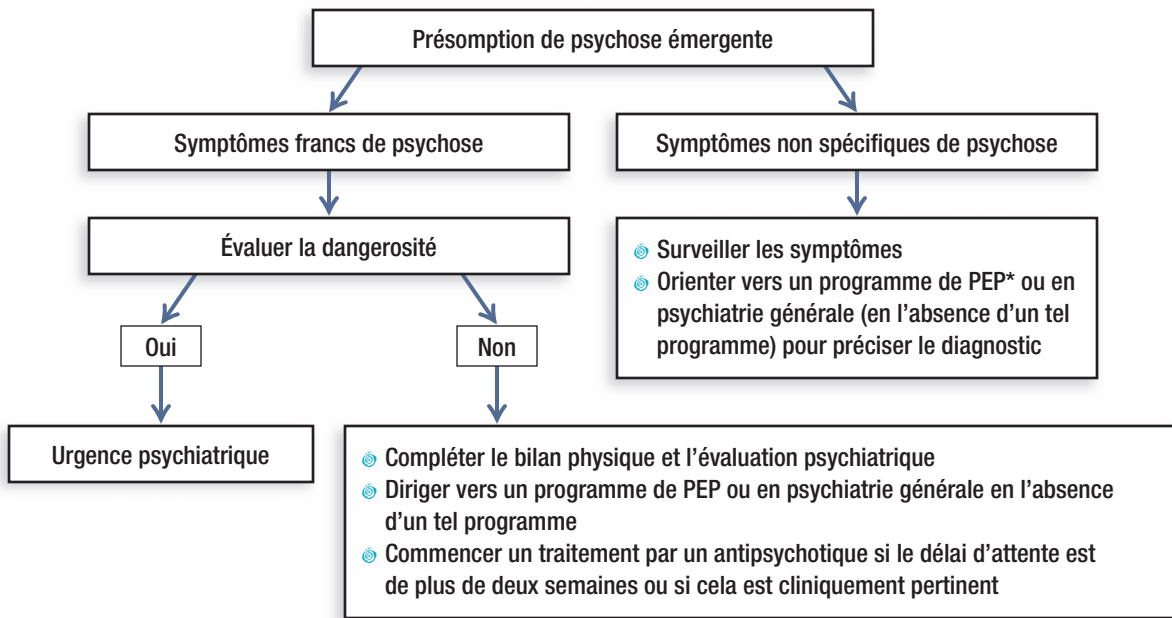 Présomption de psychose émergente
Symptômes francs de psychose
Symptômes non spécifiques de psychose
Évaluer la dangerosité
Surveiller les symptômes
Orienter vers un programme de PEP* ou en
psychiatrie générale (en l’absence d’un tel
programme) pour préciser le diagnostic
Oui
Non
Urgence psychiatrique
Compléter le bilan physique et l’évaluation psychiatrique
Diriger vers un programme de PEP ou en psychiatrie générale en l’absence
d’un tel programme
Commencer un traitement par un antipsychotique si le délai d’attente est
de plus de deux semaines ou si cela est cliniquement pertinent